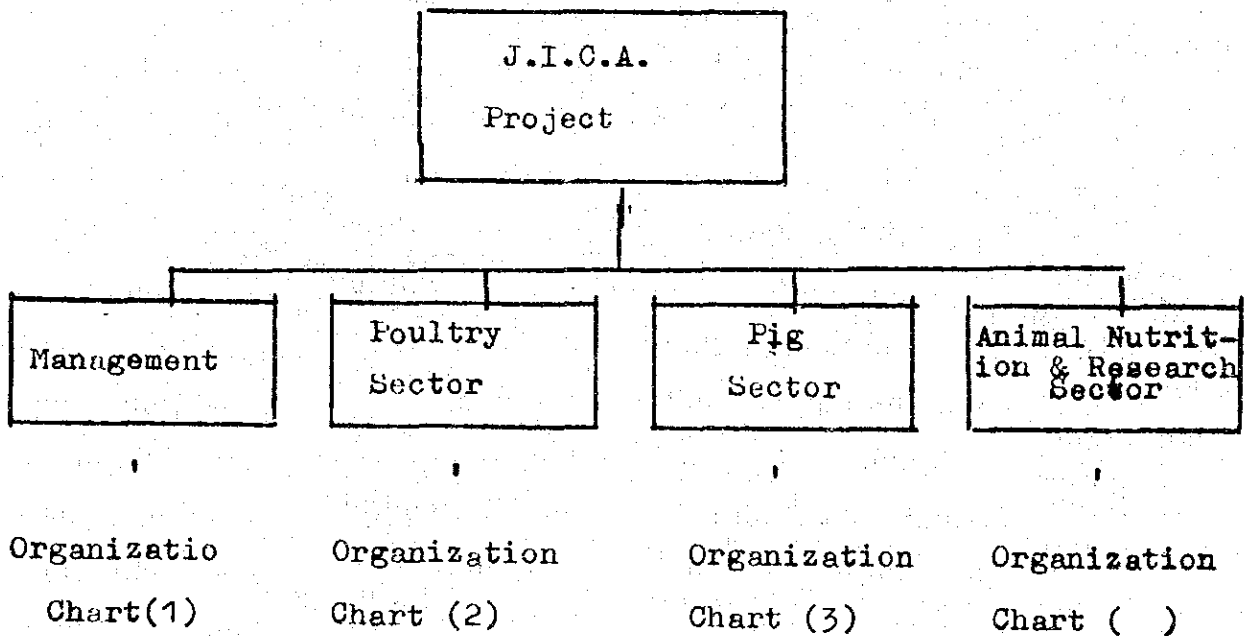 J.I.C.A.
Project
Management
Poultry
Sector
Pig
Sector
Animal Nutrit-
ion & Research
Sector
Organizatio
Chart(1)
Organization
Chart (2)
Organization
Chart (3)
Organization
Chart ( )